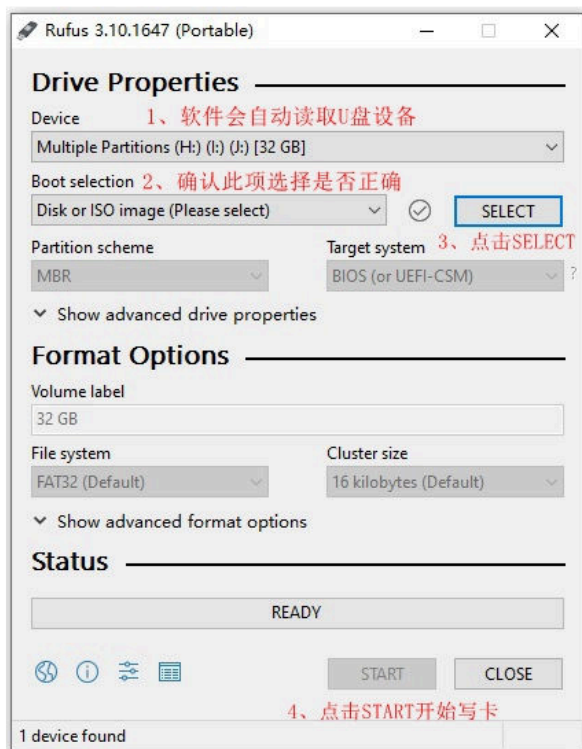 Rufus 3.10.1647 (Portable)
Drive Properties
Device
1、软件会自动读取U盘设备
Multiple Partitions (H:) (I:) (J:) [32 GB]
Boot selection
2、确认此项选择是否正确
Disk or ISO image (Please select)
SELECT
3、点击SELECT
Partition scheme
Target system
MBR
BIOS (or UEFI-CSM)
?
Show advanced drive properties
Format Options
Volume label
32 GB
File system
Cluster size
FAT32 (Default)
16 kilobytes (Default)
Show advanced format options
Status
READY
START
CLOSE
4、点击START开始写卡
1 device found